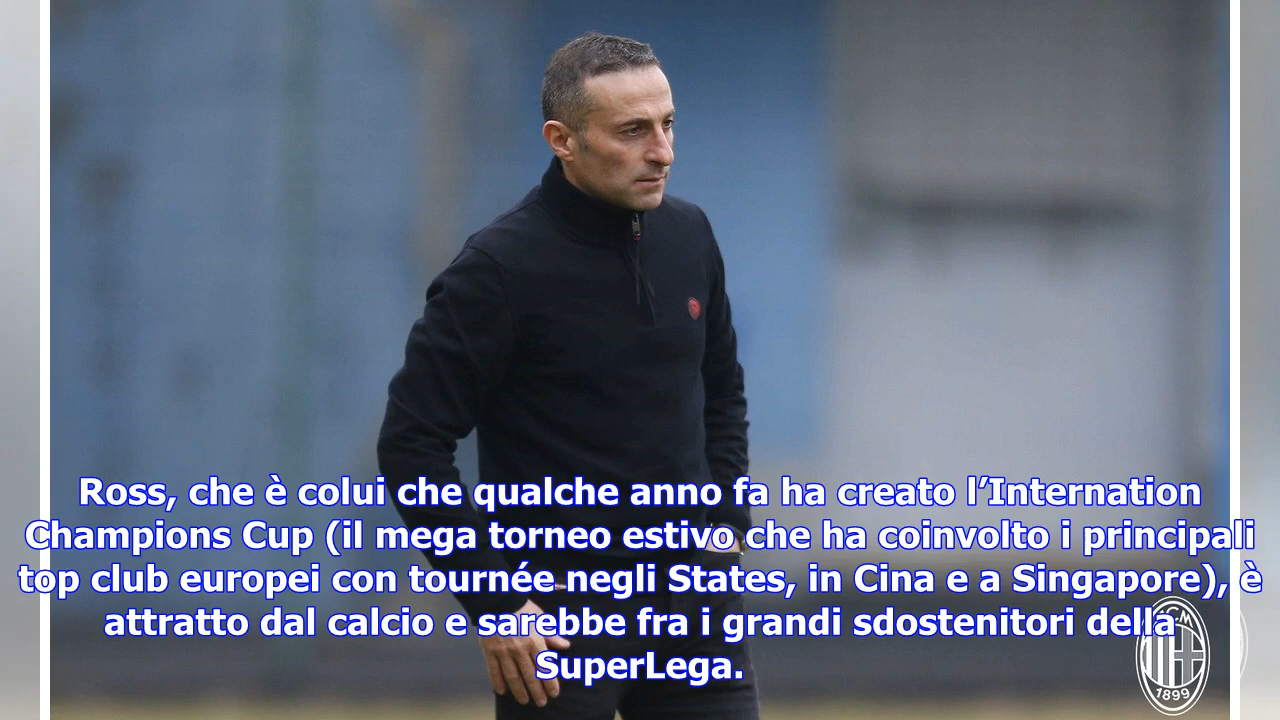 Ross, che è colui che qualche anno fa ha creato l’Internation
Champions Cup (il mega torneo estivo che ha coinvolto i principali
top club europei con tournée negli States, in Cina e a Singapore), è
attratto dal calcio e sarebbe fra i grandi sdostenitori della
SuperLega.
ACM
1899